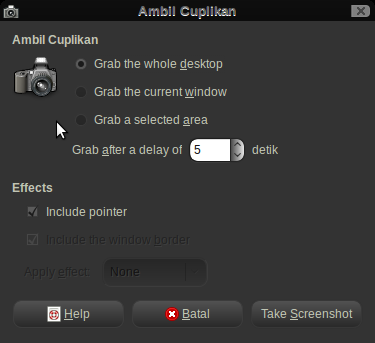 Ambil Cuplikan
Ambil Cuplikan
Grab the whole desktop
Grab the current window
Grab a selected area
Grab after a delay of 5 detik
Effects
Include pointer
Include the window border
Apply effect: None
Help Batal Take Screenshot